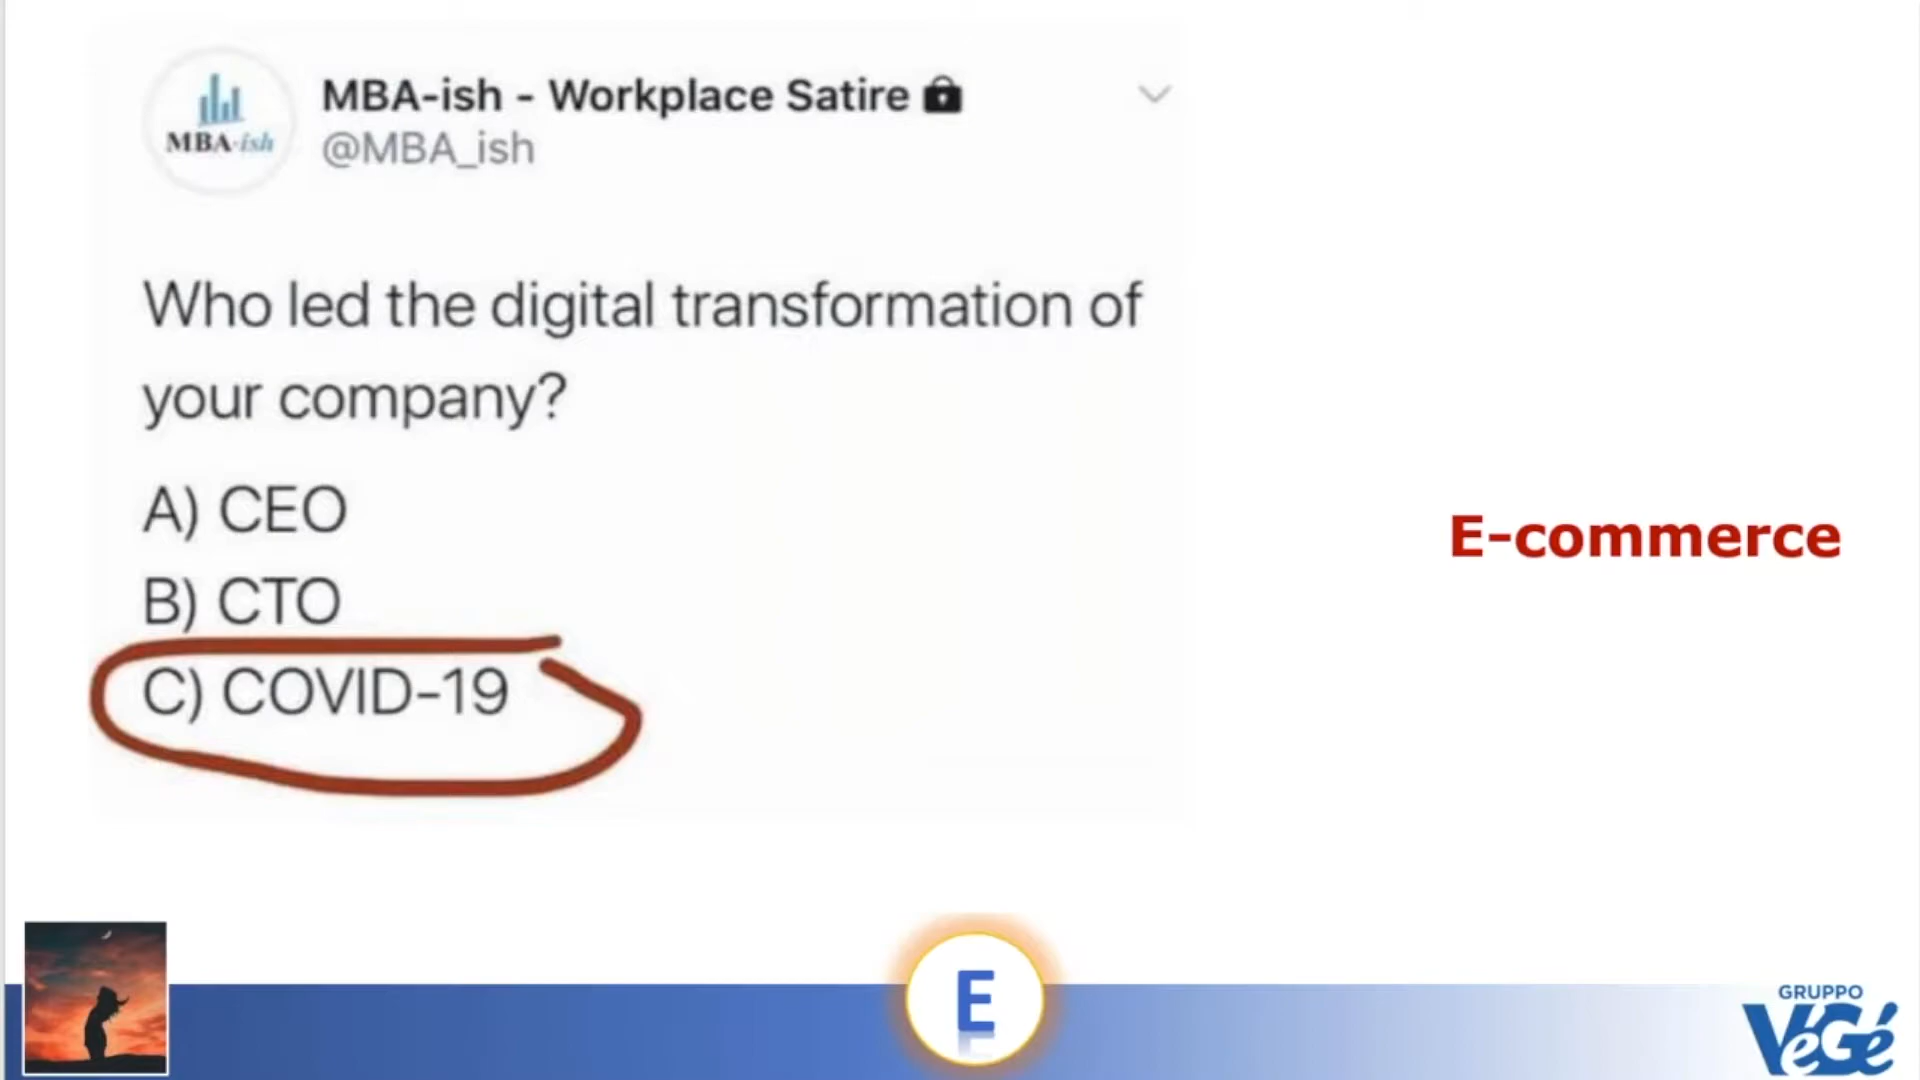 MBA-ish - Workplace Satire
@MBA_ish
MBA-ish
Who led the digital transformation of
your company?
A) CEO
B) CTO
C) COVID-19
E-commerce
E
GRUPPO
VéGé